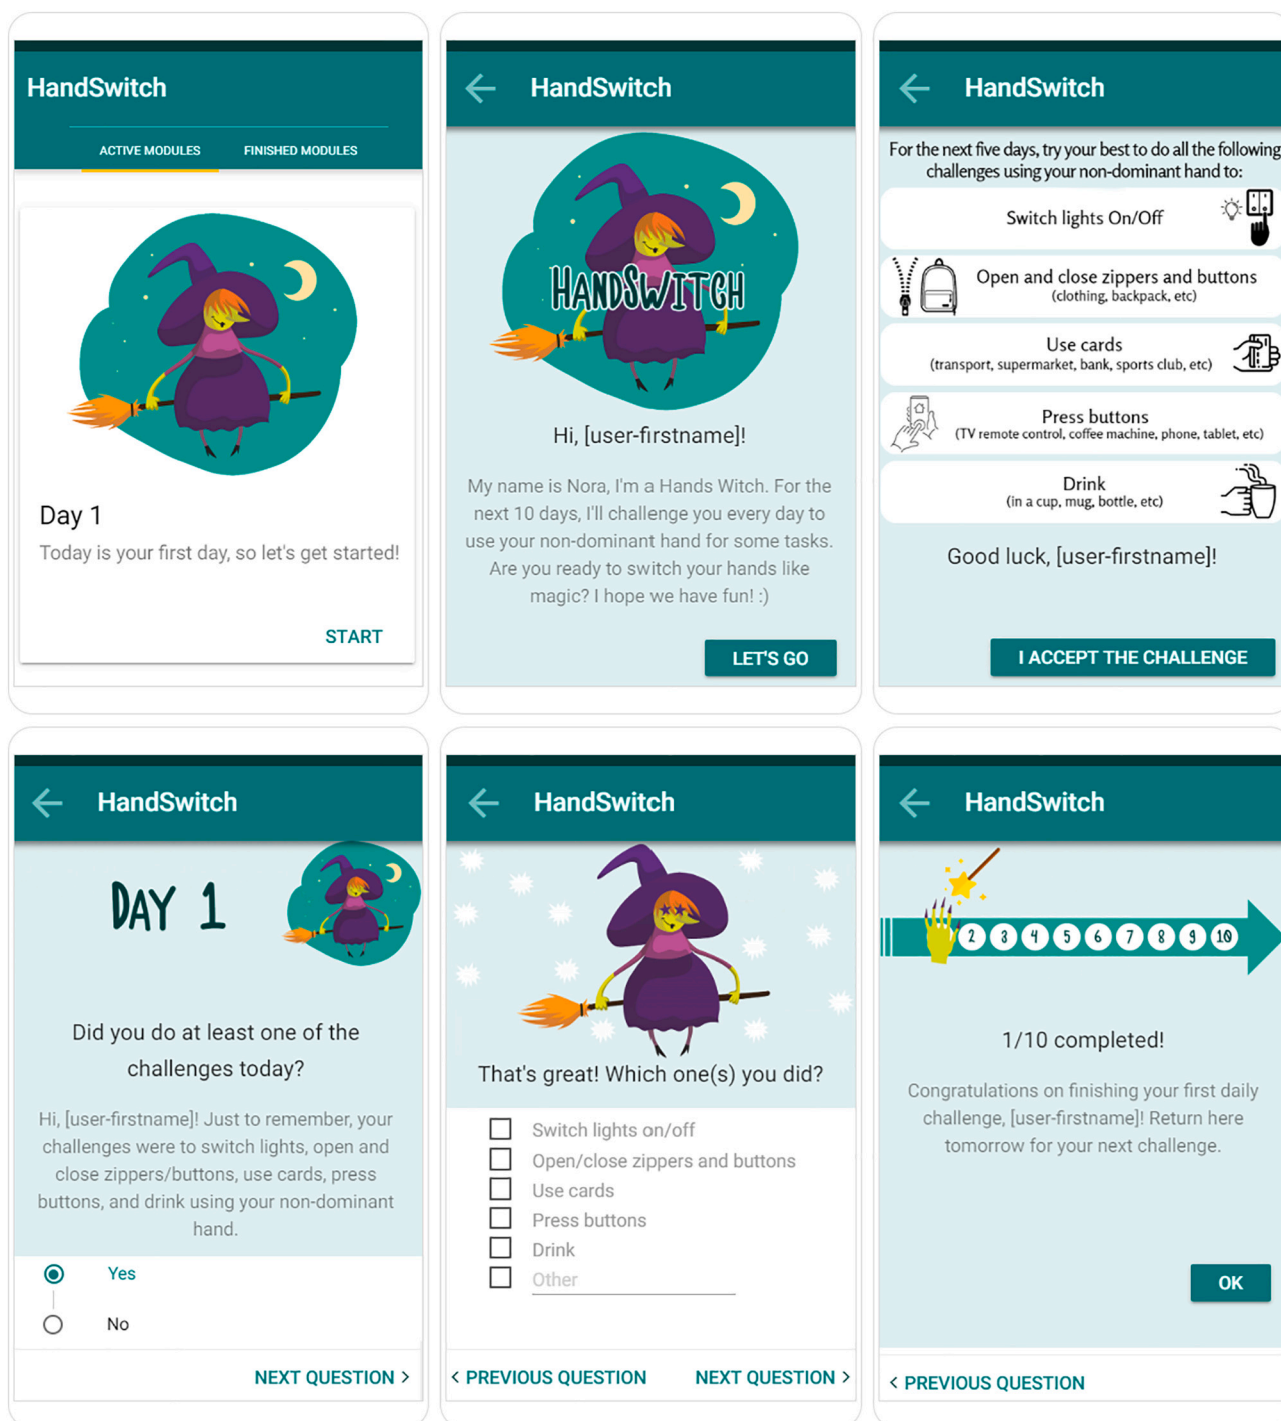 HandSwitch
ACTIVE MODULES FINISHED MODULES
Day 1
Today is your first day, so let's get started!
START
HandSwitch
HANDSWITCH
Hi, [user-firstname]!
My name is Nora, I'm a Hands Witch. For the
next 10 days, I'll challenge you every day to
use your non-dominant hand for some tasks.
Are you ready to switch your hands like
magic? I hope we have fun! :)
LET'S GO
HandSwitch
For the next five days, try your best to do all the following
challenges using your non-dominant hand to:
Switch lights On/Off
Open and close zippers and buttons
(clothing, backpack, etc)
Use cards
(transport, supermarket, bank, sports club, etc)
Press buttons
(TV remote control, coffee machine, phone, tablet, etc)
Drink
(in a cup, mug, bottle, etc)
Good luck, [user-firstname]!
I ACCEPT THE CHALLENGE
HandSwitch
DAY 1
Did you do at least one of the
challenges today?
Hi, [user-firstname]! Just to remember, your
challenges were to switch lights, open and
close zippers/buttons, use cards, press
buttons, and drink using your non-dominant
hand.
Yes
No
NEXT QUESTION >
HandSwitch
That's great! Which one(s) you did?
Switch lights on/off
Open/close zippers and buttons
Use cards
Press buttons
Drink
Other
< PREVIOUS QUESTION NEXT QUESTION >
HandSwitch
2 3 4 5 6 7 8 9 10
1/10 completed!
Congratulations on finishing your first daily
challenge, [user-firstname]! Return here
tomorrow for your next challenge.
OK
< PREVIOUS QUESTION